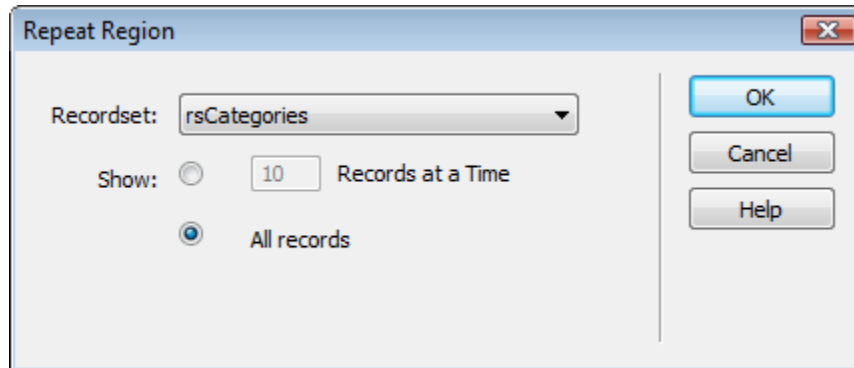 Repeat Region
Recordset: rsCategories
OK
Show: 10 Records at a Time
Cancel
All records
Help